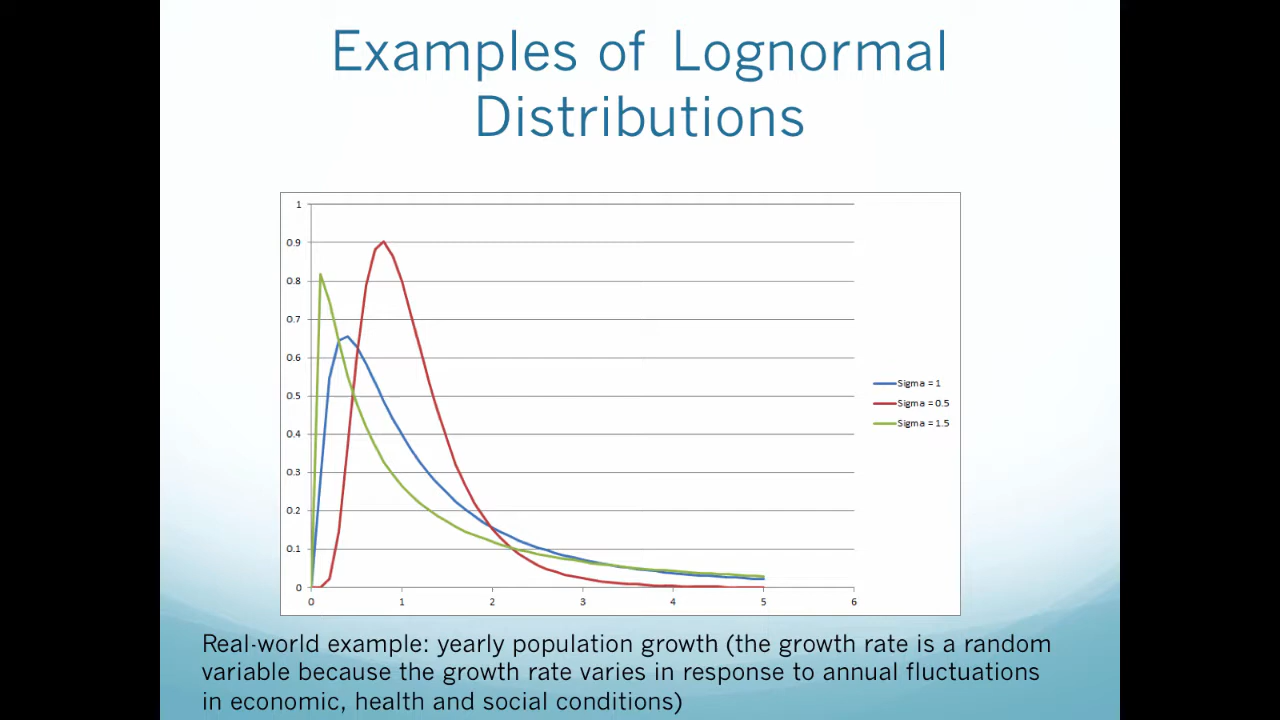 Examples of Lognormal
Distributions
1
0.9
0.8
0.7
0.6
0.5
0.4
0.3
0.2
0.1
0
0 1 2 3 4 5 6
Sigma = 1
Sigma = 0.5
Sigma = 1.5
Real-world example: yearly population growth (the growth rate is a random
variable because the growth rate varies in response to annual fluctuations
in economic, health and social conditions)